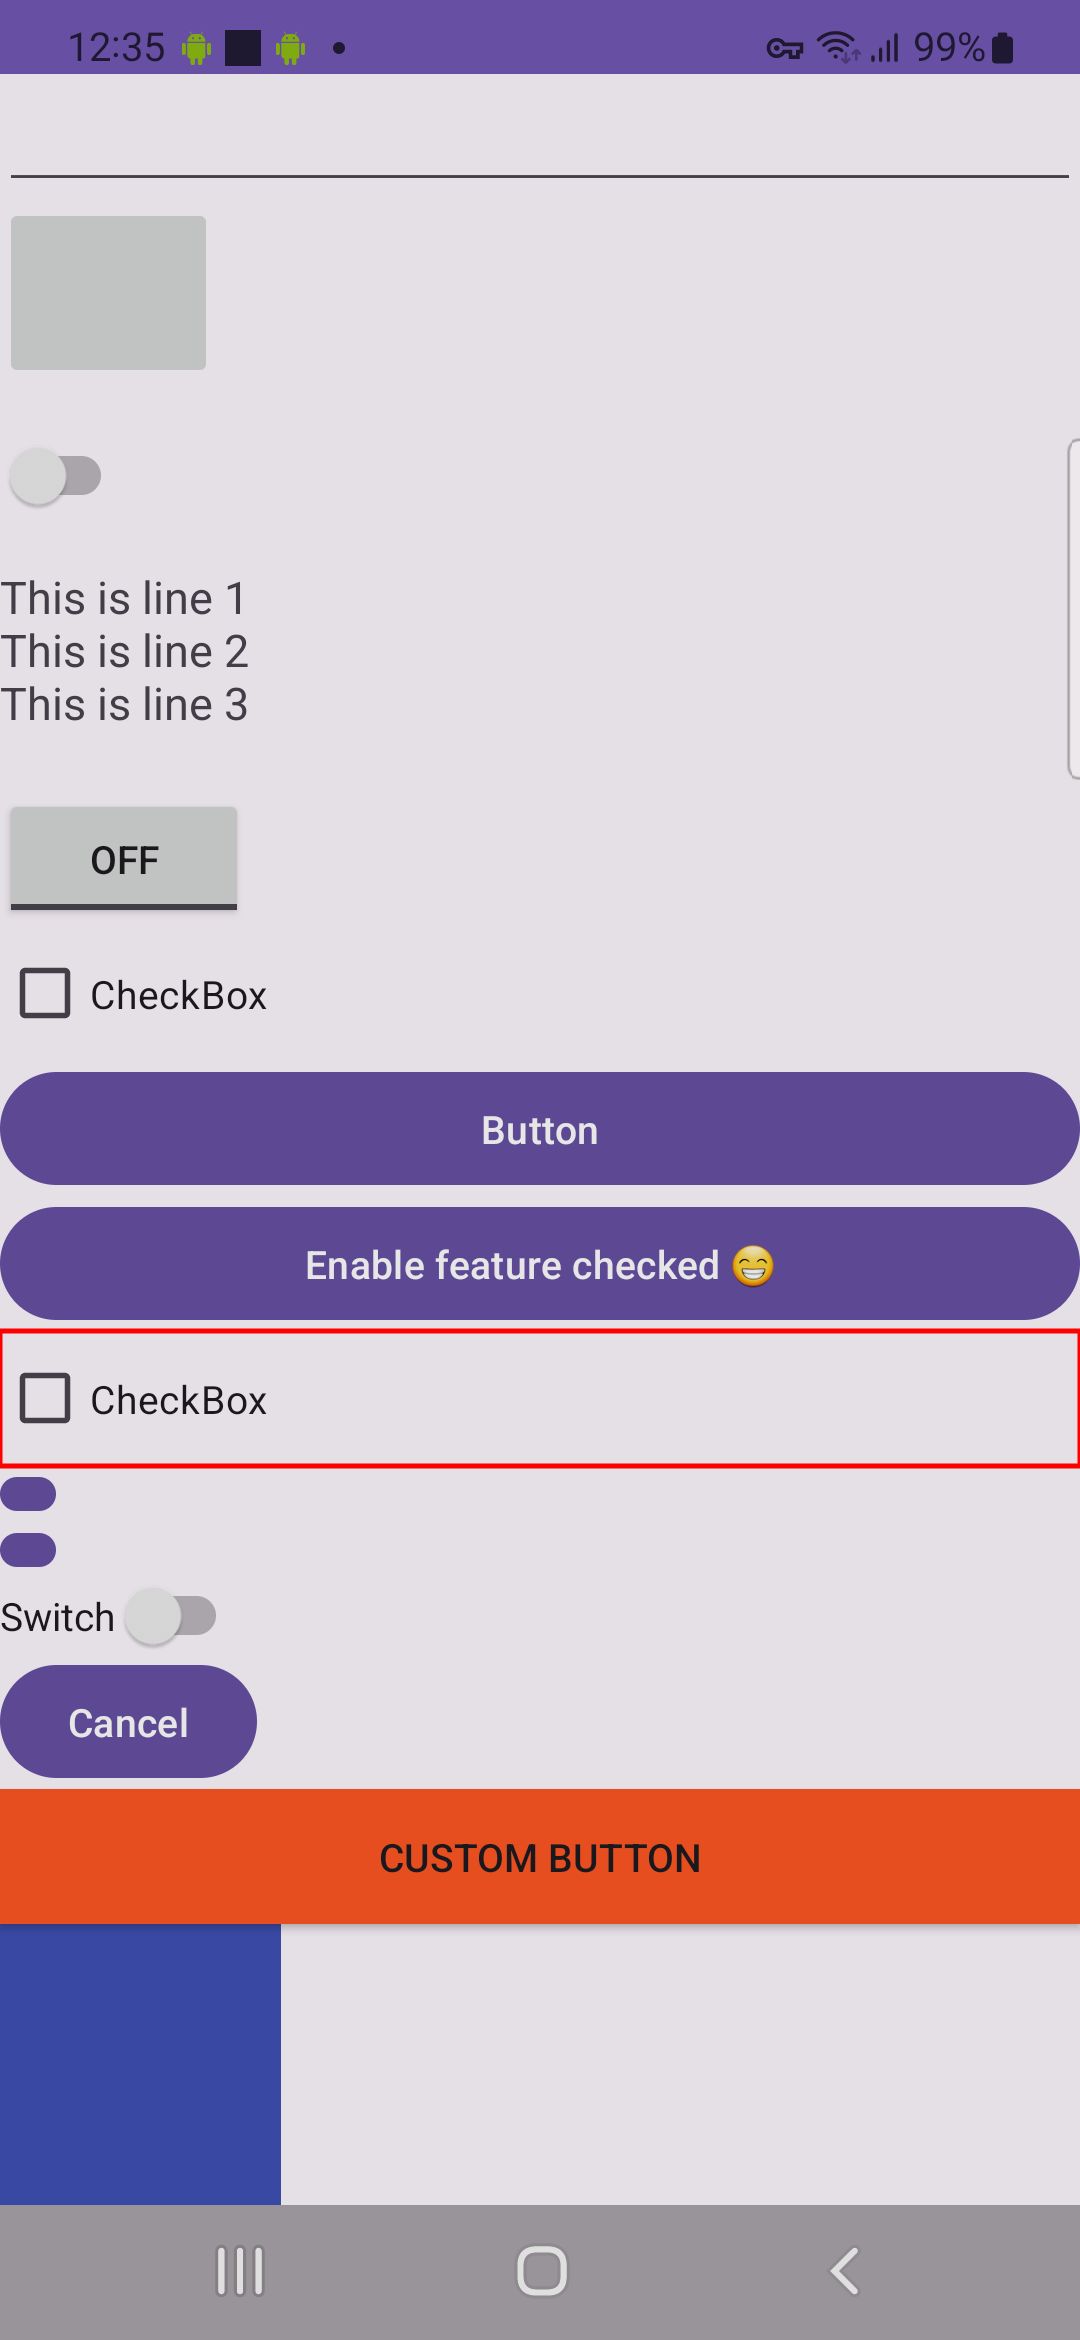 12:35 99%
This is line 1
This is line 2
This is line 3
OFF
CheckBox
Button
Enable feature checked 😁
CheckBox
Switch
Cancel
CUSTOM BUTTON